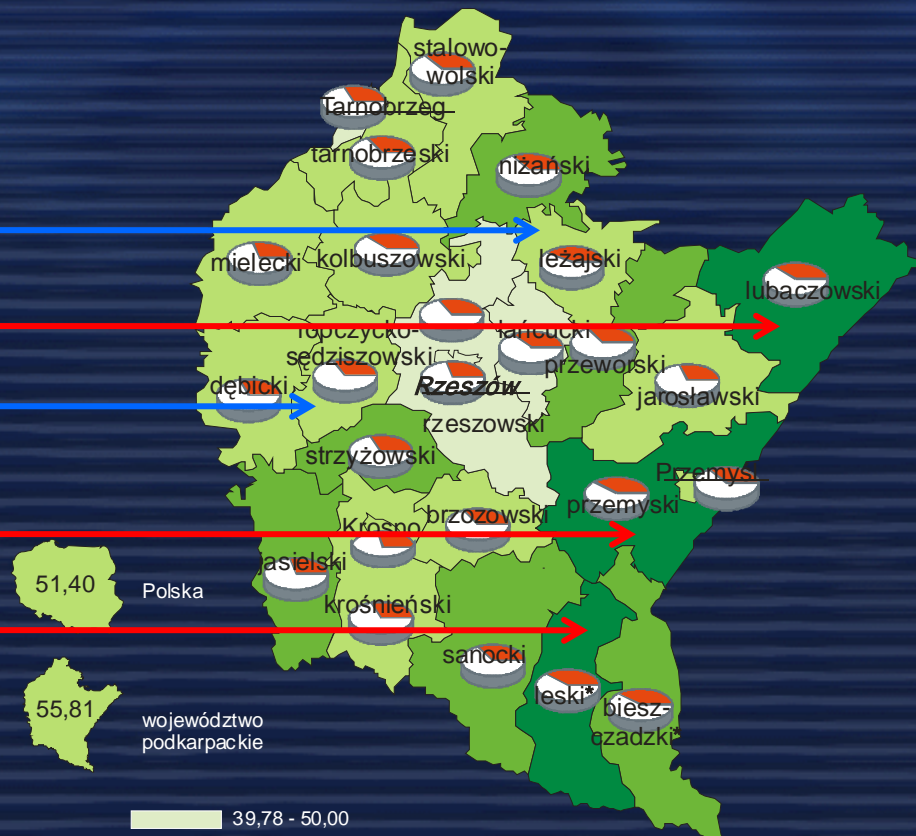 stalowo-
wolski
Tarnobrzeg
tarnobrzeski
niżański
mielecki
kolbuszowski
leżajski
lubaczowski
ropczycko-
sędziszowski
łańcucki
przeworski
dębicki
Rzeszów
jarosławski
rzeszowski
strzyżowski
Przemyśl
przemyski
brzozowski
Krosno
jasielski
51,40
Polska
krośnieński
sanocki
leski*
biesz-
czadzki*
55,81
województwo
podkarpackie
39,78 - 50,00